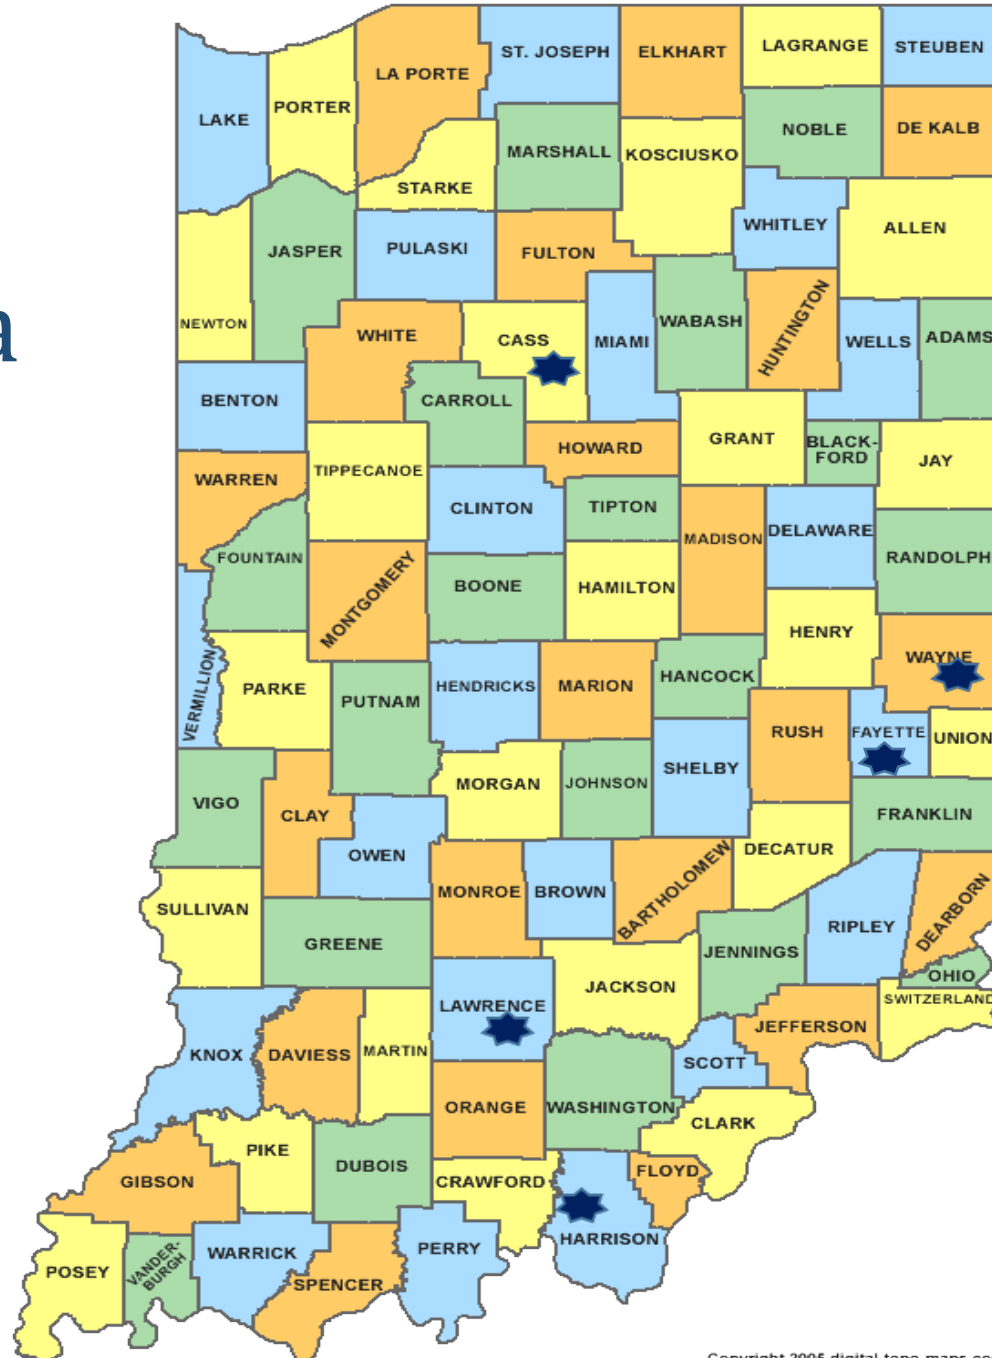 ST. JOSEPH
ELKHART
LAGRANGE
STEUBEN
LA PORTE
PORTER
LAKE
NOBLE
DE KALB
MARSHALL
KOSCIUSKO
STARKE
WHITLEY
ALLEN
JASPER
PULASKI
FULTON
NEWTON
WHITE
CASS
MIAMI
WABASH
HUNTINGTON
WELLS
ADAMS
a
BENTON
CARROLL
GRANT
BLACK-
FORD
JAY
HOWARD
WARREN
TIPPECANOE
CLINTON
TIPTON
MADISON
DELAWARE
FOUNTAIN
MONTGOMERY
BOONE
HAMILTON
RANDOLPH
HENRY
WAYNE
VERMILLION
PARKE
PUTNAM
HENDRICKS
MARION
HANCOCK
RUSH
FAYETTE
UNION
VIGO
CLAY
MORGAN
JOHNSON
SHELBY
FRANKLIN
OWEN
DECATUR
SULLIVAN
MONROE
BROWN
BARTHOLOMEW
RIPLEY
DEARBORN
GREENE
JENNINGS
OHIO
LAWRENCE
JACKSON
SWITZERLAND
JEFFERSON
KNOX
DAVIESS
MARTIN
SCOTT
ORANGE
WASHINGTON
CLARK
PIKE
DUBOIS
GIBSON
CRAWFORD
FLOYD
HARRISON
POSEY
VANDER-
BURGH
WARRICK
PERRY
SPENCER